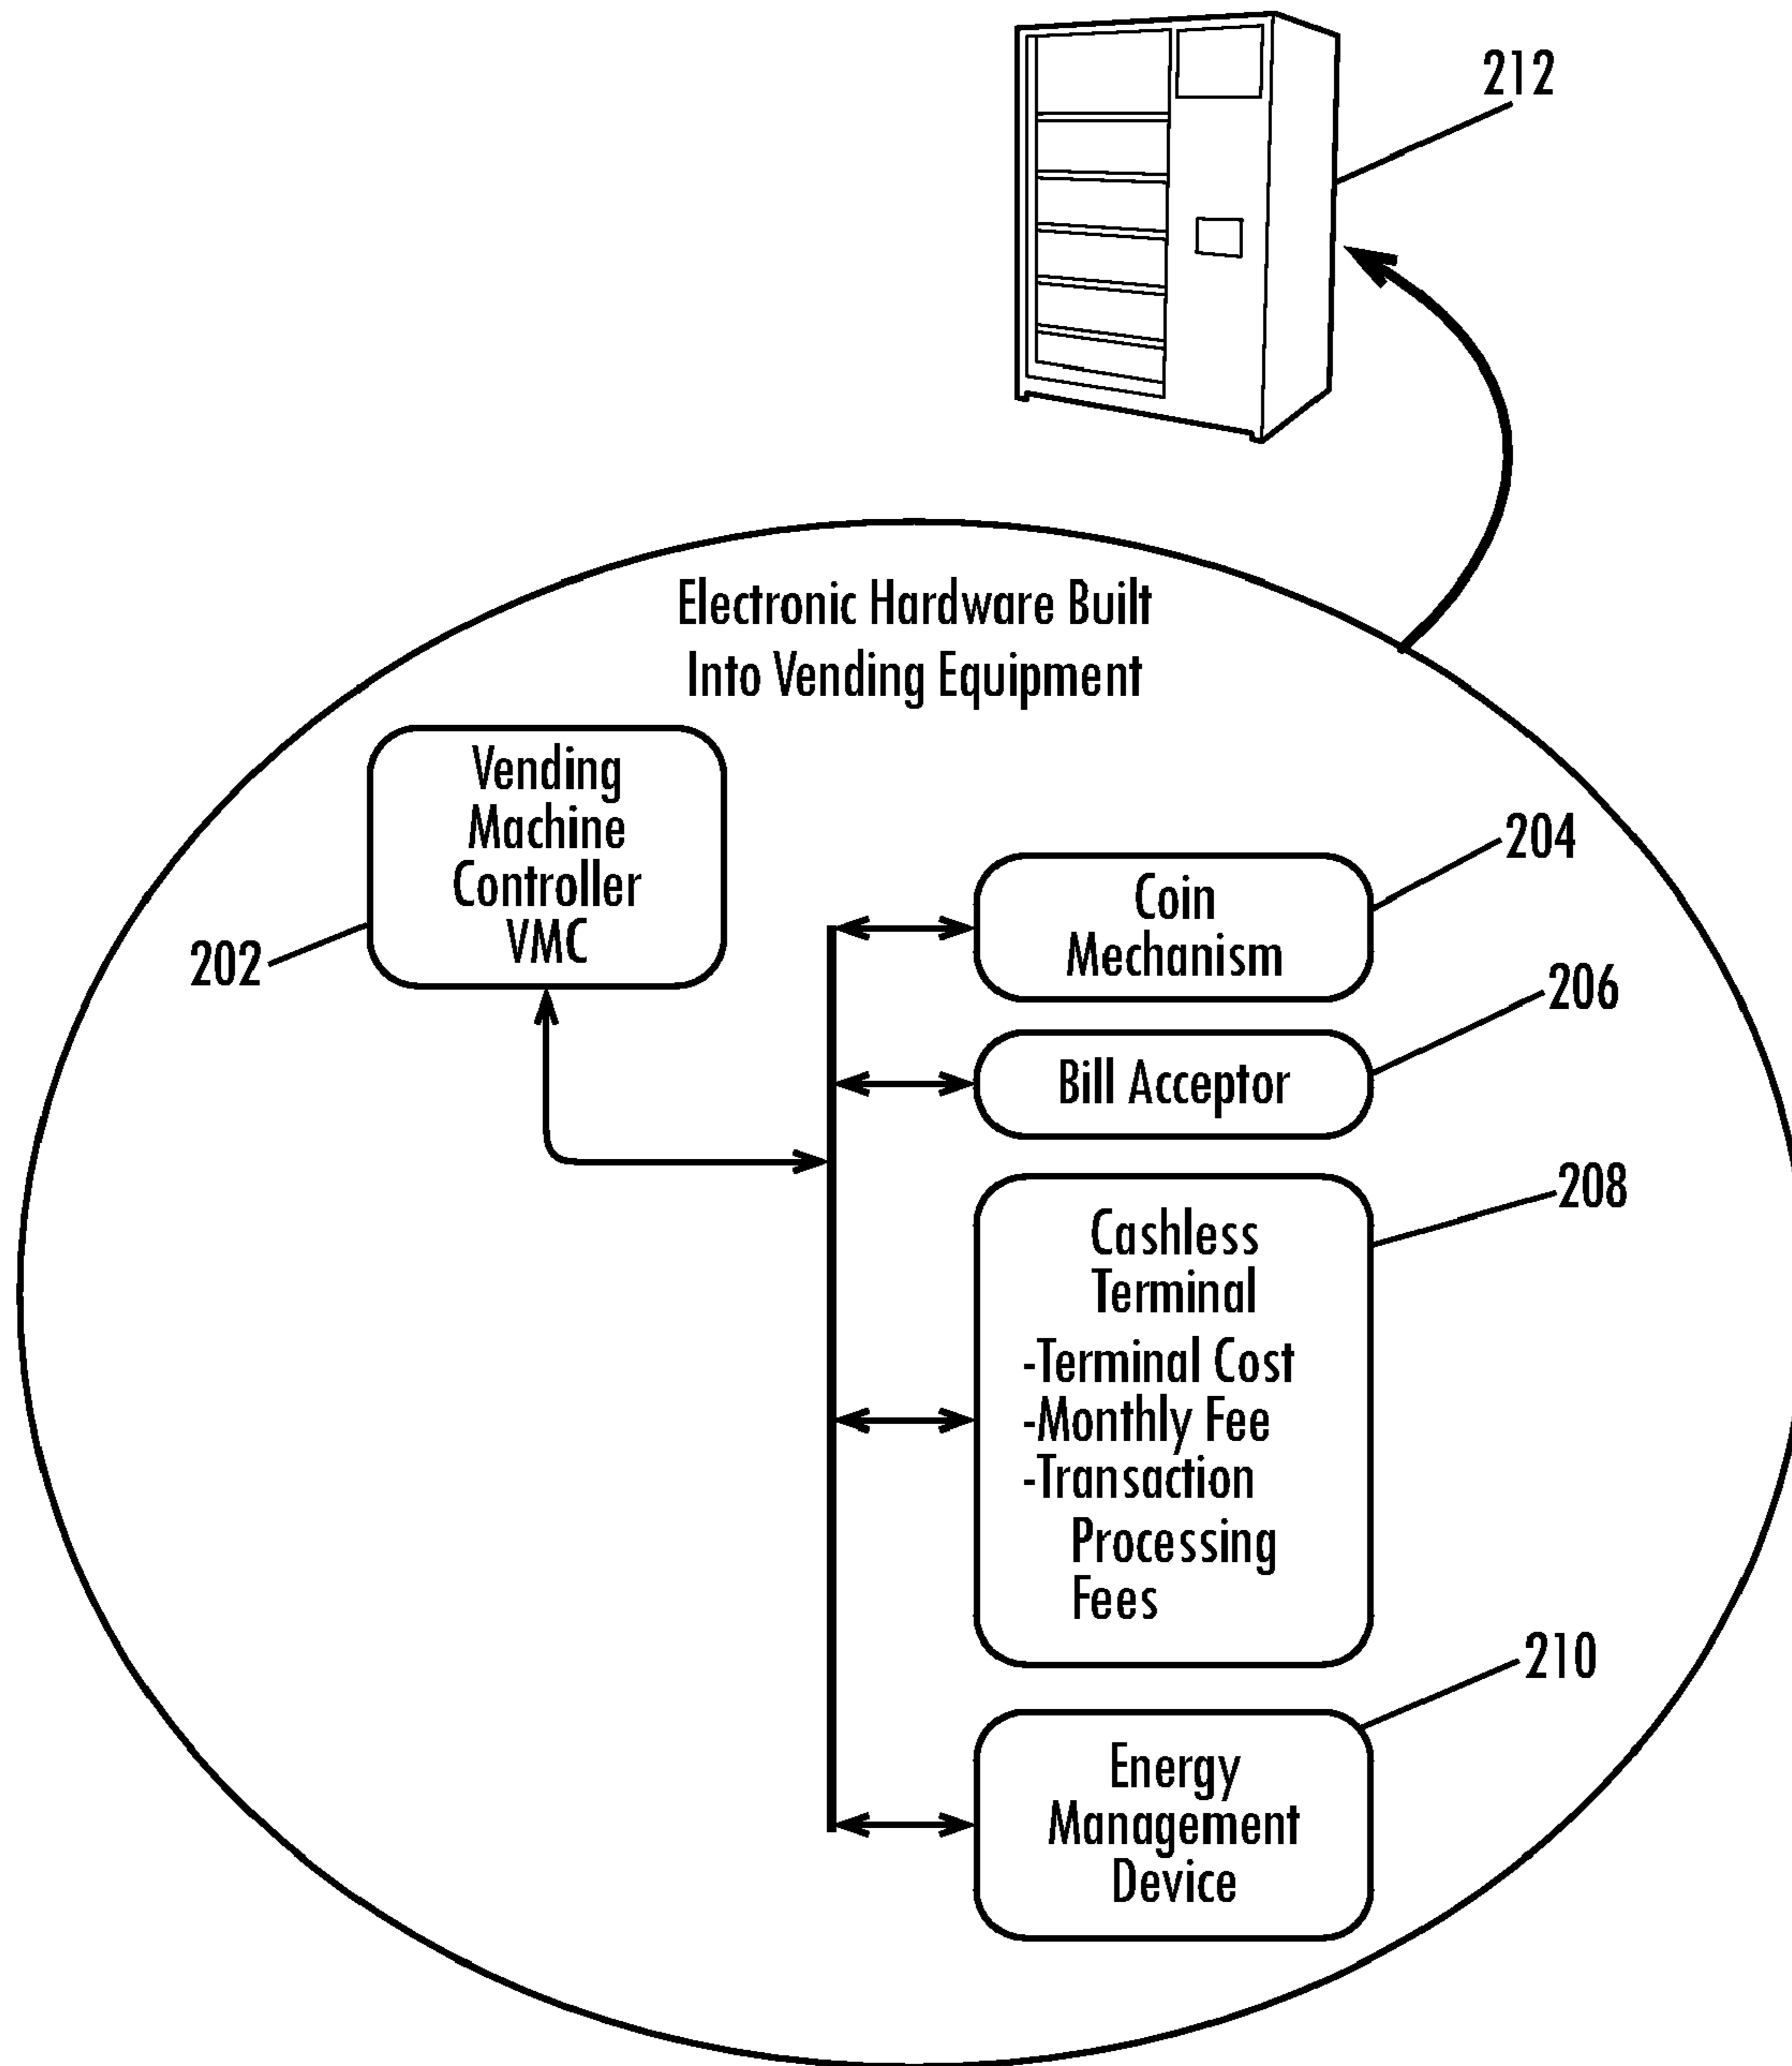 212
Electronic Hardware Built
Into Vending Equipment
Vending
Machine
Controller
VMC
202
Coin
Mechanism
204
Bill Acceptor
206
Cashless
Terminal
-Terminal Cost
-Monthly Fee
-Transaction
Processing
Fees
208
Energy
Management
Device
210